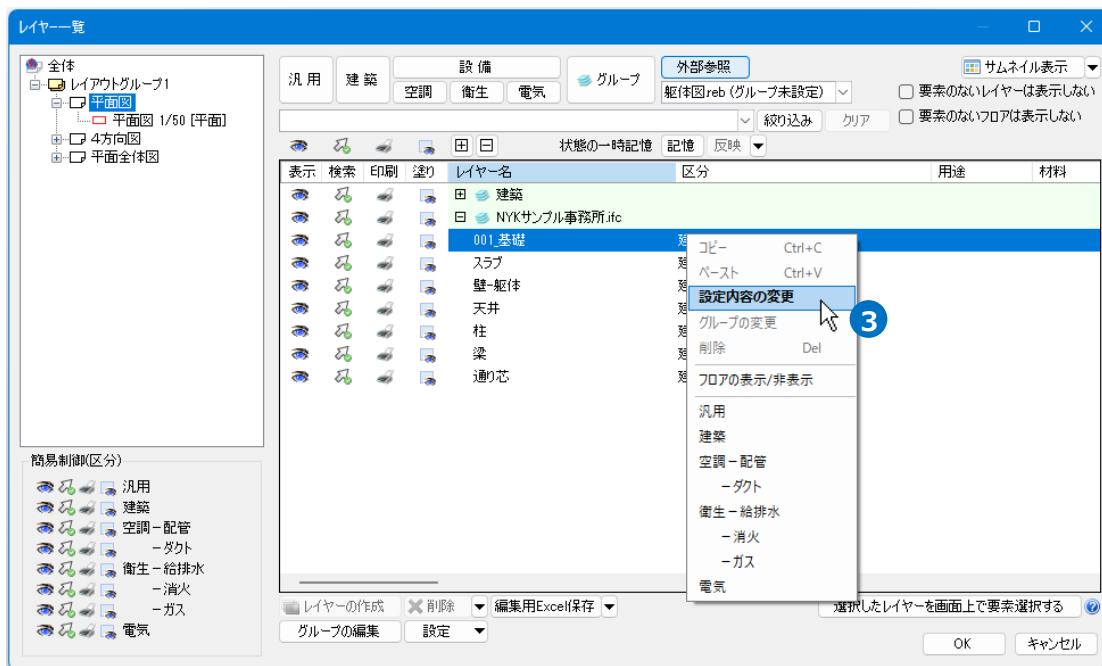 レイヤー一覧
全体
レイアウトグループ1
平面図
平面図 1/50 [平面]
4方向図
平面全体図
汎用
建築
設備
空調
衛生
電気
グループ
外部参照
躯体図.reb (グループ未設定)
サムネイル表示
要素のないレイヤーは表示しない
要素のないフロアは表示しない
絞り込み
クリア
状態の一時記憶
記憶
反映
表示 検索 印刷 塗り レイヤー名 区分 用途 材料
建築
NYKサンプル事務所.ifc
001_基礎
スラブ
壁-躯体
天井
柱
梁
通り芯
コピー Ctrl+C
ペースト Ctrl+V
設定内容の変更
グループの変更
削除 Del
フロアの表示/非表示
汎用
建築
空調－配管
－ダクト
衛生－給排水
－消火
－ガス
電気
3
簡易制御(区分)
汎用
建築
空調－配管
－ダクト
衛生－給排水
－消火
－ガス
電気
レイヤーの作成
削除
編集用Excel保存
選択したレイヤーを画面上で要素選択する
グループの編集
設定
OK
キャンセル